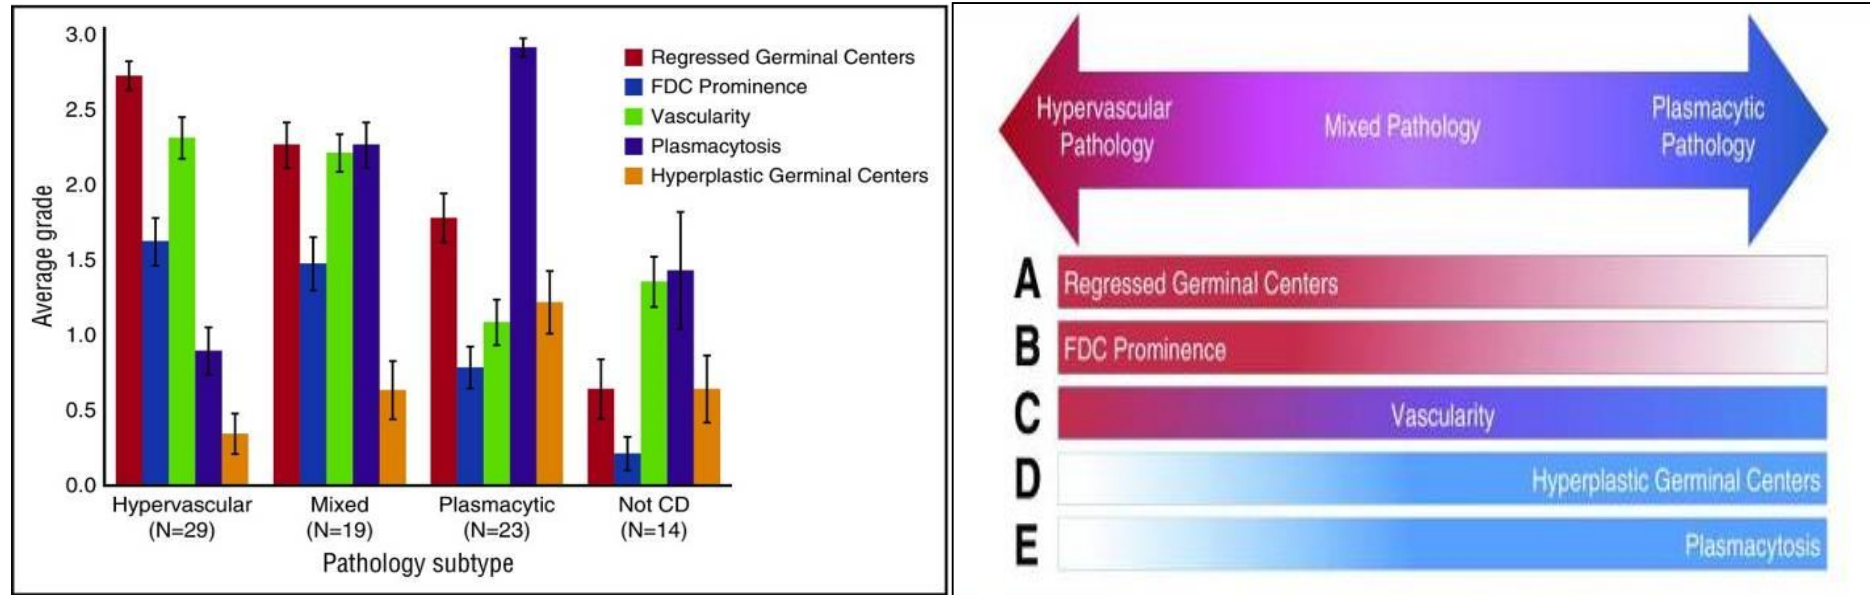 3.0
2.5
2.0
1.5
1.0
0.5
0.0
Average grade
Regressed Germinal Centers
FDC Prominence
Vascularity
Plasmacytosis
Hyperplastic Germinal Centers
Hypervascular
(N=29)
Mixed
(N=19)
Plasmacytic
(N=23)
Not CD
(N=14)
Pathology subtype
Hypervascular
Pathology
Mixed Pathology
Plasmacytic
Pathology
A Regressed Germinal Centers
B FDC Prominence
C Vascularity
D Hyperplastic Germinal Centers
E Plasmacytosis